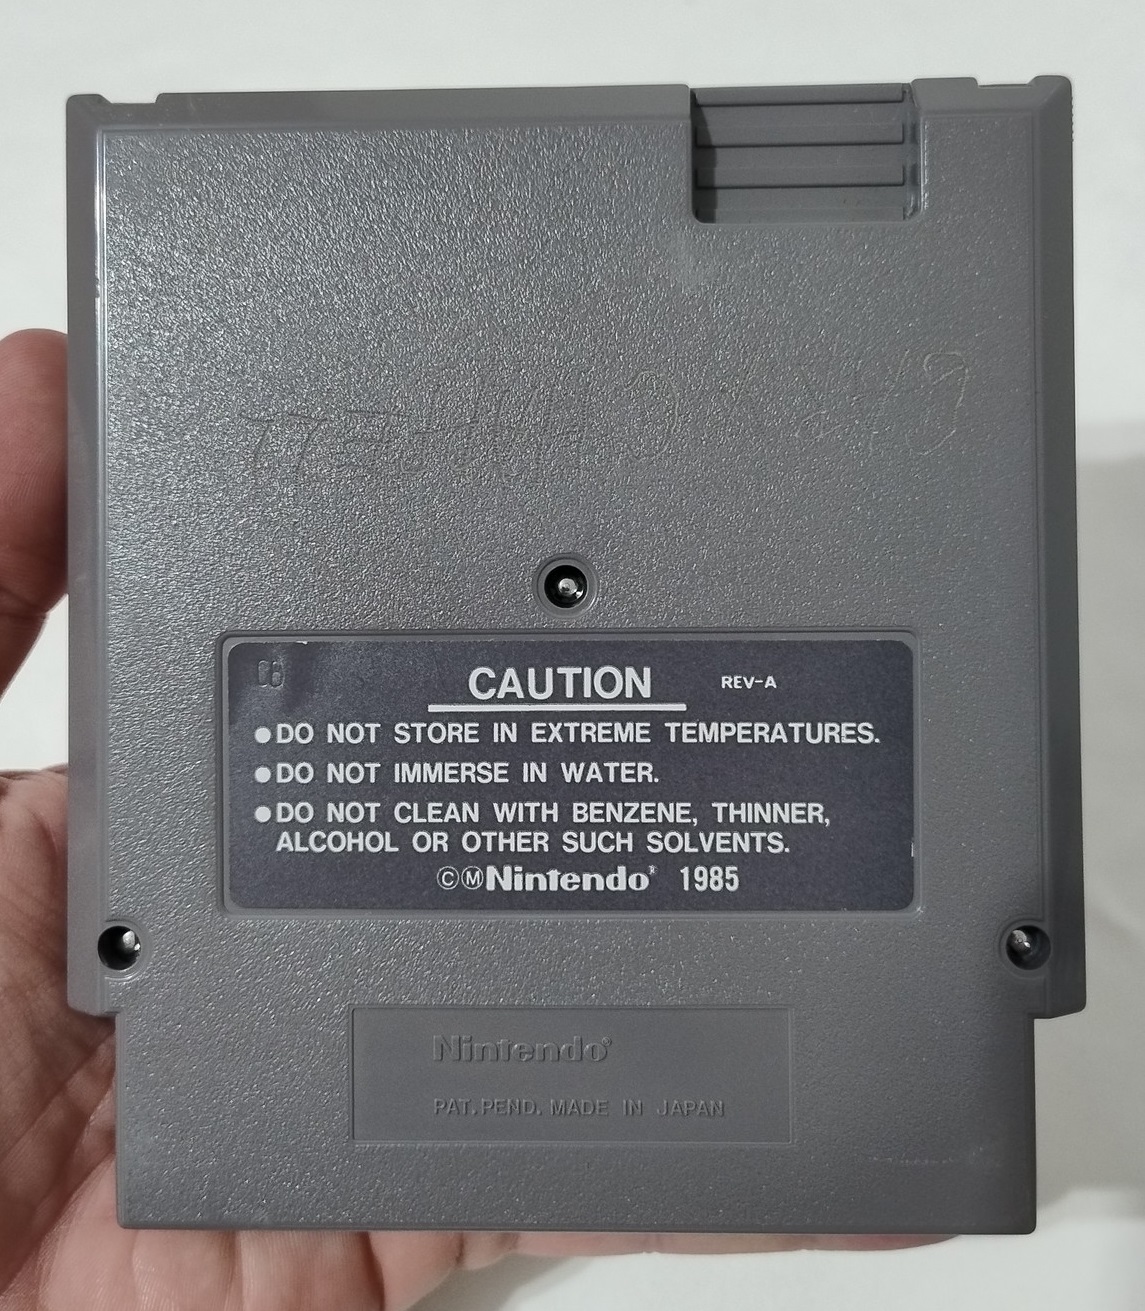 CAUTION REV-A
●DO NOT STORE IN EXTREME TEMPERATURES.
●DO NOT IMMERSE IN WATER.
●DO NOT CLEAN WITH BENZENE, THINNER,
ALCOHOL OR OTHER SUCH SOLVENTS.
©ⓂNintendo® 1985
Nintendo®
PAT. PEND. MADE IN JAPAN